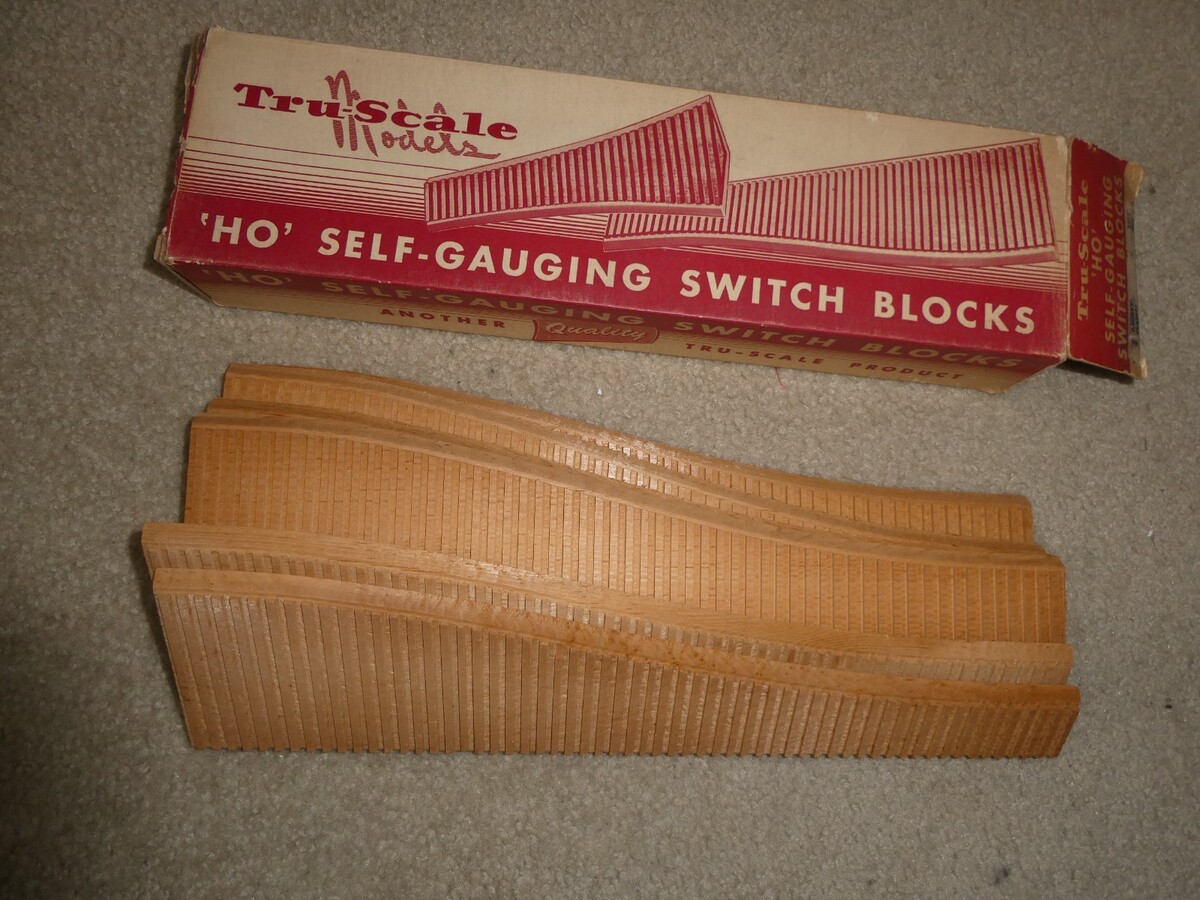 Tru-Scale
Models
'HO' SELF-GAUGING SWITCH BLOCKS
'HO' SELF-GAUGING SWITCH BLOCKS
ANOTHER Quality TRU-SCALE PRODUCT
Tru-Scale
'HO'
SELF-GAUGING
SWITCH BLOCKS